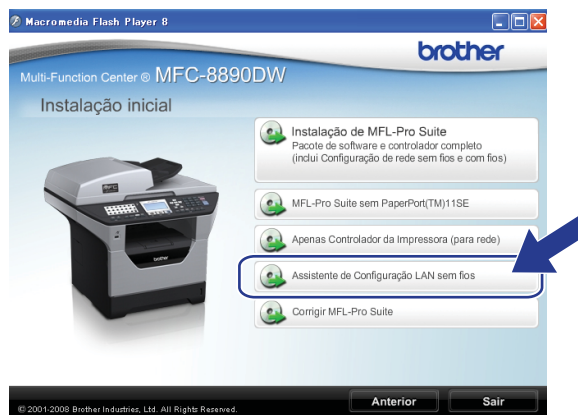 Macromedia Flash Player 8
brother
Multi-Function Center ® MFC-8890DW
Instalação inicial
Instalação de MFL-Pro Suite
Pacote de software e controlador completo
(inclui Configuração de rede sem fios e com fios)
MFL-Pro Suite sem PaperPort(TM)11SE
Apenas Controlador da Impressora (para rede)
Assistente de Configuração LAN sem fios
Corrigir MFL-Pro Suite
© 2001-2008 Brother Industries, Ltd. All Rights Reserved.
Anterior
Sair